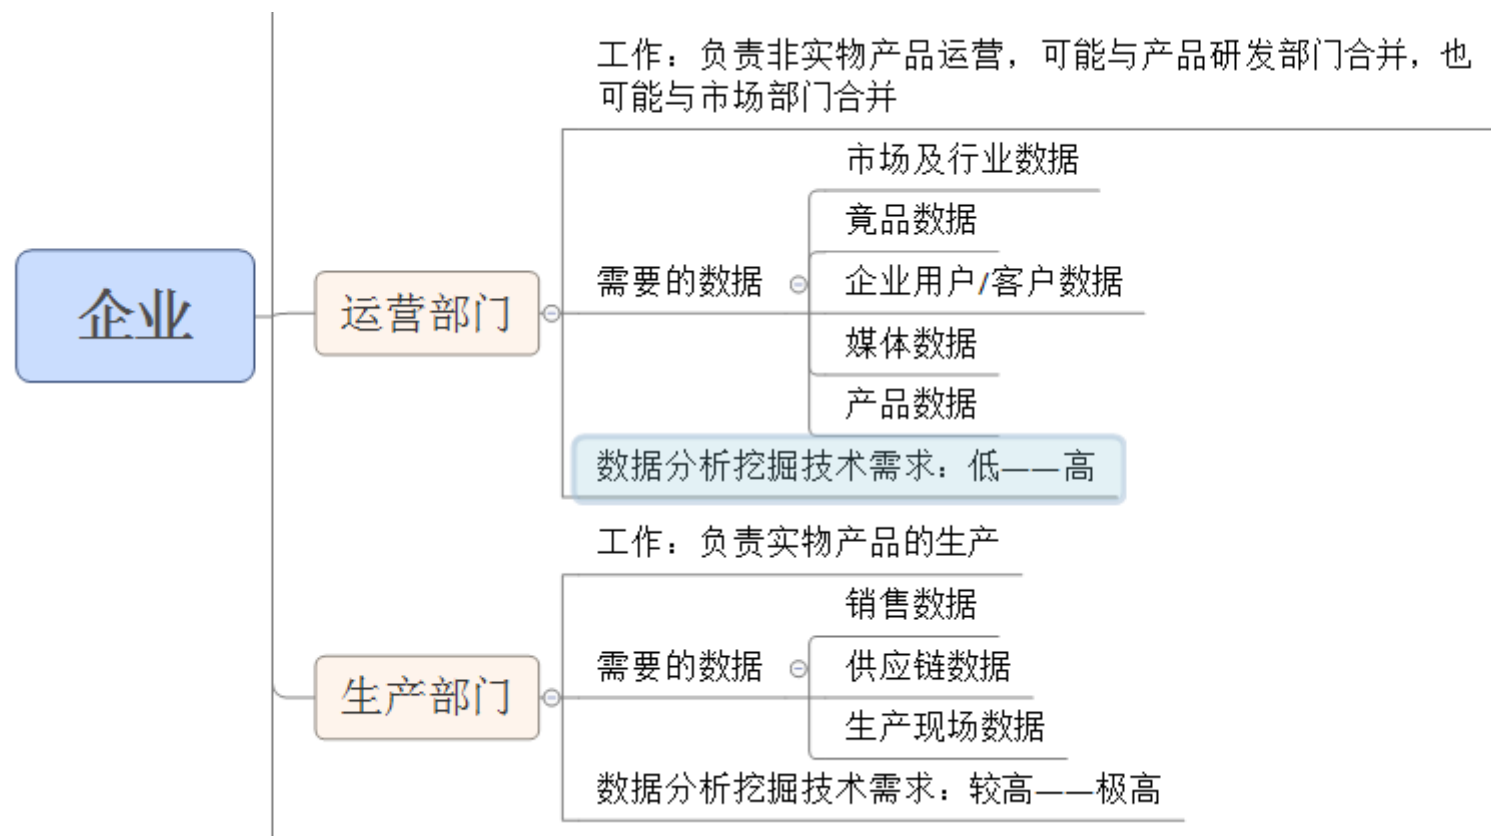 企业
运营部门
工作：负责非实物产品运营，可能与产品研发部门合并，也
可能与市场部门合并
需要的数据
市场及行业数据
竟品数据
企业用户/客户数据
媒体数据
产品数据
数据分析挖掘技术需求：低——高
生产部门
工作：负责实物产品的生产
需要的数据
销售数据
供应链数据
生产现场数据
数据分析挖掘技术需求：较高——极高